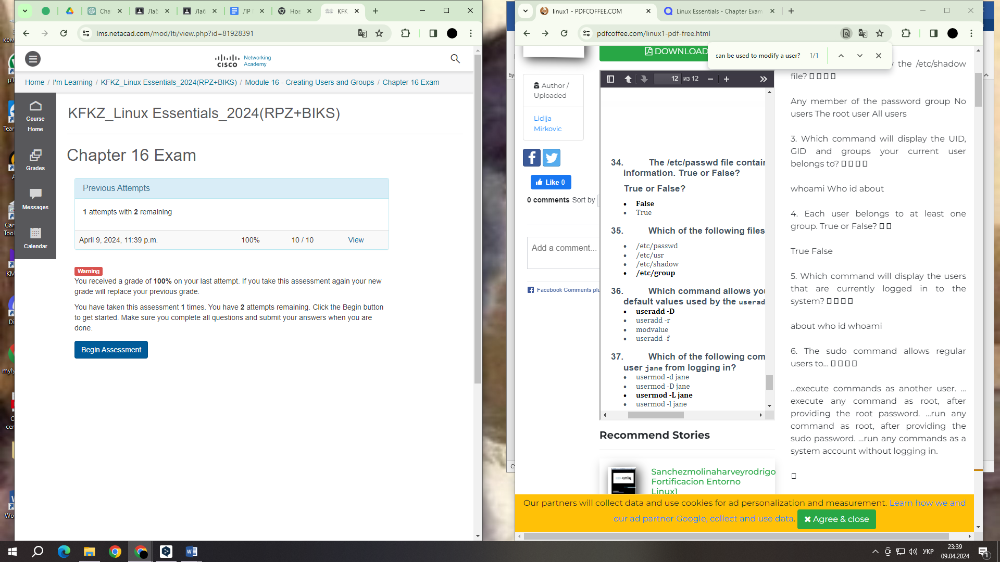 Cha
Лаб
Лаб
ЛР
Нов
KFK
lms.netacad.com/mod/lti/view.php?id=81928391
CISCO
Networking
Academy
Home / I'm Learning / KFKZ_Linux Essentials_2024(RPZ+BIKS) / Module 16 - Creating Users and Groups / Chapter 16 Exam
Course
Home
Grades
Messages
Calendar
KFKZ_Linux Essentials_2024(RPZ+BIKS)
Chapter 16 Exam
Previous Attempts
1 attempts with 2 remaining
April 9, 2024, 11:39 p.m. 100% 10 / 10 View
Warning
You received a grade of 100% on your last attempt. If you take this assessment again your new
grade will replace your previous grade.
You have taken this assessment 1 times. You have 2 attempts remaining. Click the Begin button
to get started. Make sure you complete all questions and submit your answers when you are
done.
Begin Assessment
linux1 - PDFCOFFEE.COM
Linux Essentials - Chapter Exam
pdfcoffee.com/linux1-pdf-free.html
can be used to modify a user? 1/1
DOWNLOAD
Author /
Uploaded
Lidija
Mirkovic
Like 0
0 comments Sort by
Add a comment...
Facebook Comments plu
12 из 12
34. The /etc/passwd file contain
information. True or False?
True or False?
False
True
35. Which of the following files
/etc/passwd
/etc/usr
/etc/shadow
/etc/group
36. Which command allows you
default values used by the userad
useradd -D
useradd -r
modvalue
useradd -f
37. Which of the following com
user jane from logging in?
usermod -d jane
usermod -D jane
usermod -L jane
usermod -l jane
Recommend Stories
Sanchezmolinaharveyrodrigo
Fortificacion Entorno
Linux1
the /etc/shadow
file?
Any member of the password group No
users The root user All users
3. Which command will display the UID,
GID and groups your current user
belongs to?
whoami Who id about
4. Each user belongs to at least one
group. True or False?
True False
5. Which command will display the users
that are currently logged in to the
system?
about who id whoami
6. The sudo command allows regular
users to...
...execute commands as another user. ...
execute any command as root, after
providing the root password. ...run any
command as root, after providing the
sudo password. ...run any commands as a
system account without logging in.
Our partners will collect data and use cookies for ad personalization and measurement. Learn how we and
our ad partner Google, collect and use data. Agree & close
УКР
23:39
09.04.2024
1